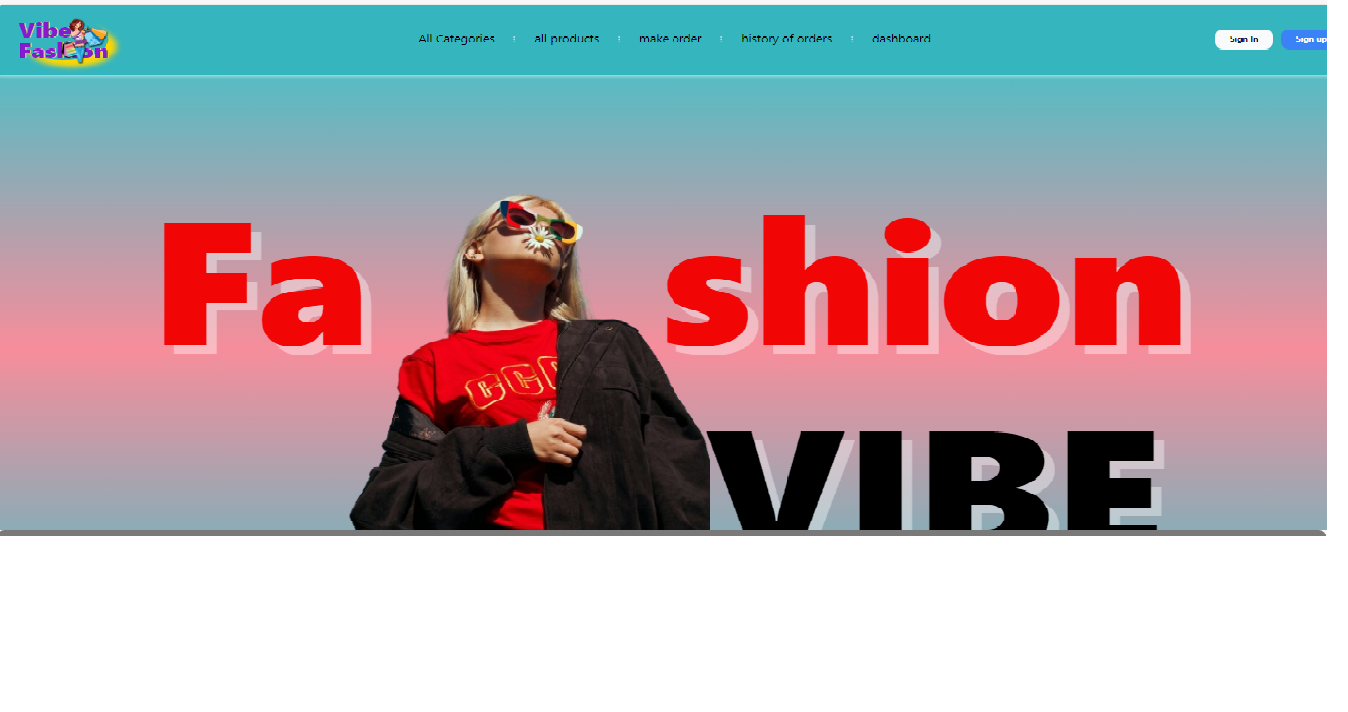 Vibe
Fashion
All Categories
all products
make order
history of orders
dashboard
Sign In
Sign up
Fa shion
VIBE